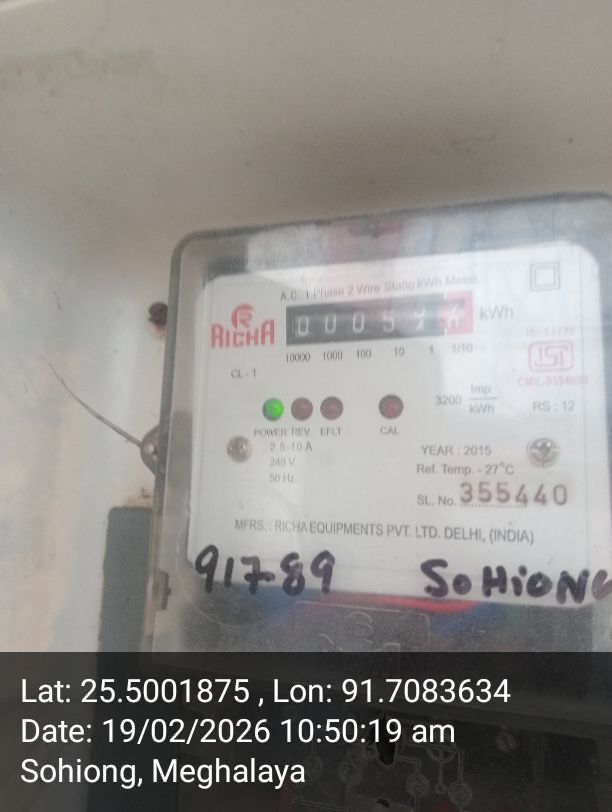 A.C. 1 Phase 2 Wire Static kWh Meter
RICHA
kWh
10000 1000 100 10 1 1/10
IS: 13779
ISI
CL - 1
3200 Imp/kWh
RS : 12
POWER REV. EFLT CAL
2.5-10 A
240 V.
50 Hz.
YEAR : 2015
Ref. Temp. - 27°C
SL. No. 355440
MFRS. : RICHA EQUIPMENTS PVT. LTD. DELHI, (INDIA)
91789 SOHIONG
Lat: 25.5001875 , Lon: 91.7083634
Date: 19/02/2026 10:50:19 am
Sohiong, Meghalaya